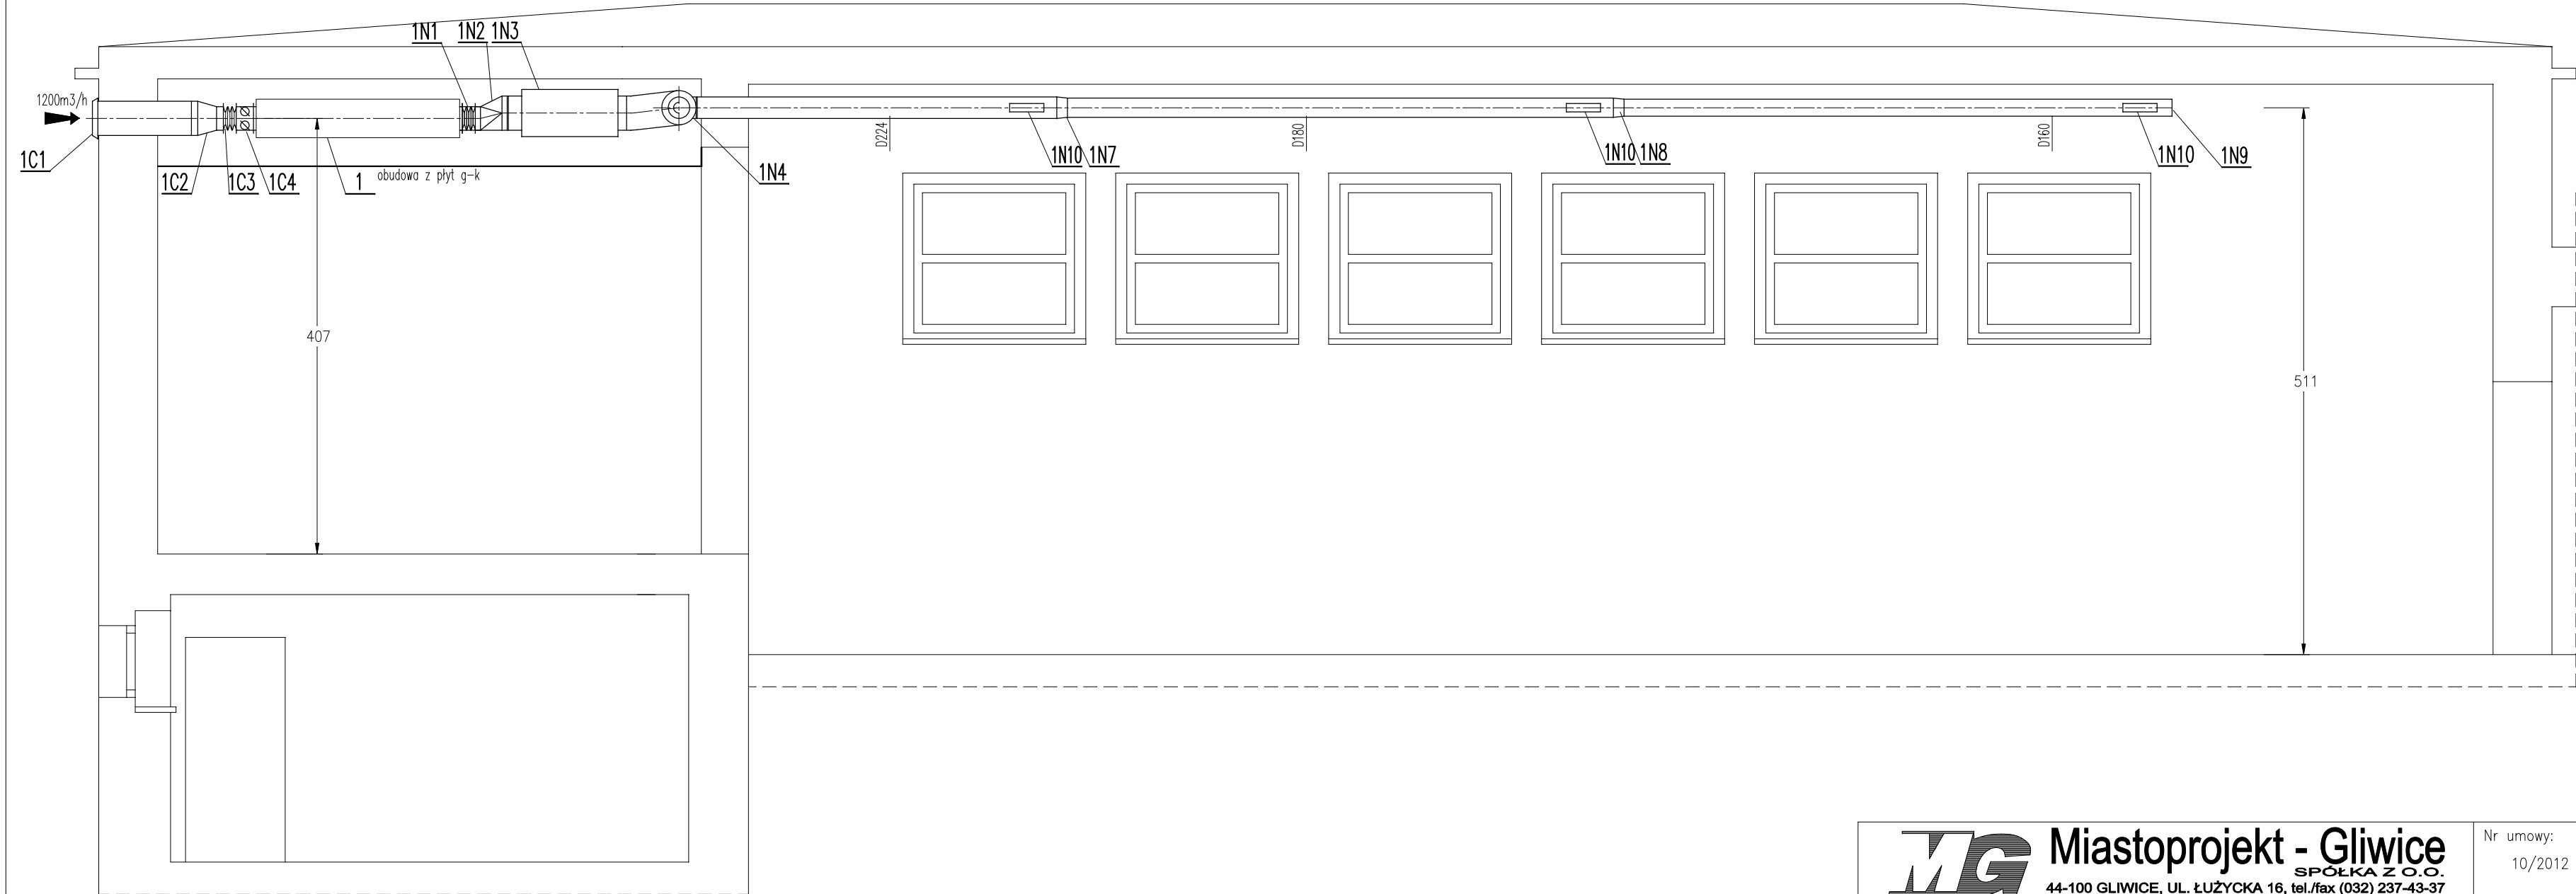 1N1
1N2
1N3
1200m3/h
1C1
1C2
1C3
1C4
1
obudowa z płyt g-k
1N4
D224
1N10
1N7
D180
1N10
1N8
D160
1N10
1N9
407
511
MG
Miastoprojekt - Gliwice
SPÓŁKA Z O.O.
44-100 GLIWICE, UL. ŁUŻYCKA 16, tel./fax (032) 237-43-37
Nr umowy:
10/2012